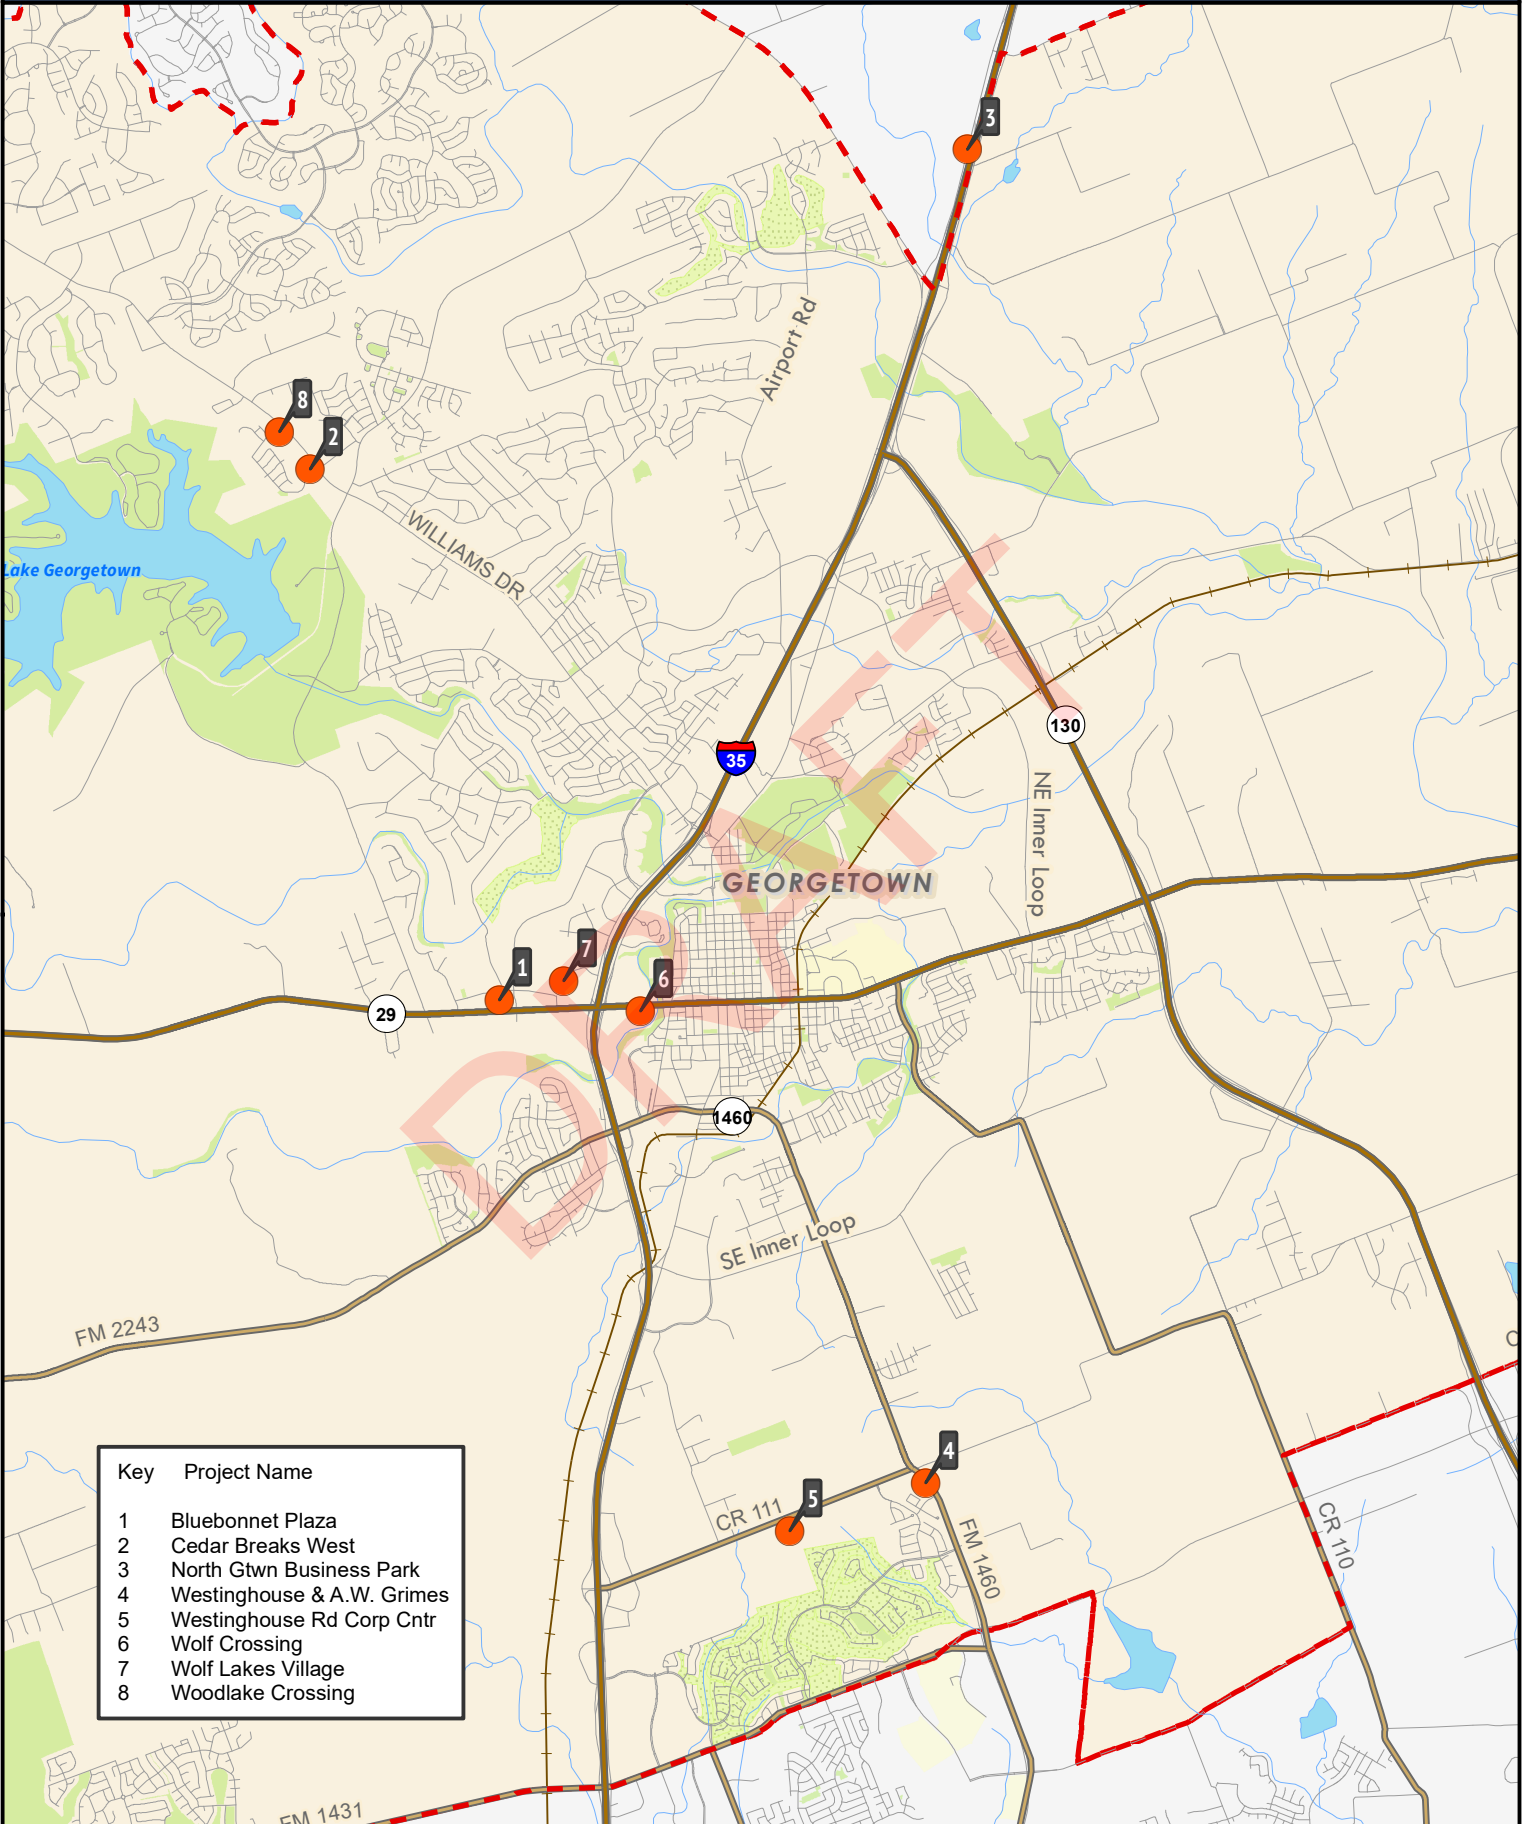 3
Airport Rd
8
2
WILLIAMS DR
Lake Georgetown
35
130
NE Inner Loop
GEORGETOWN
DRAFT
7
1
6
29
1460
SE Inner Loop
FM 2243
4
5
CR 111
FM 1460
CR 110
Key Project Name
1 Bluebonnet Plaza
2 Cedar Breaks West
3 North Gtwn Business Park
4 Westinghouse & A.W. Grimes
5 Westinghouse Rd Corp Cntr
6 Wolf Crossing
7 Wolf Lakes Village
8 Woodlake Crossing
FM 1431